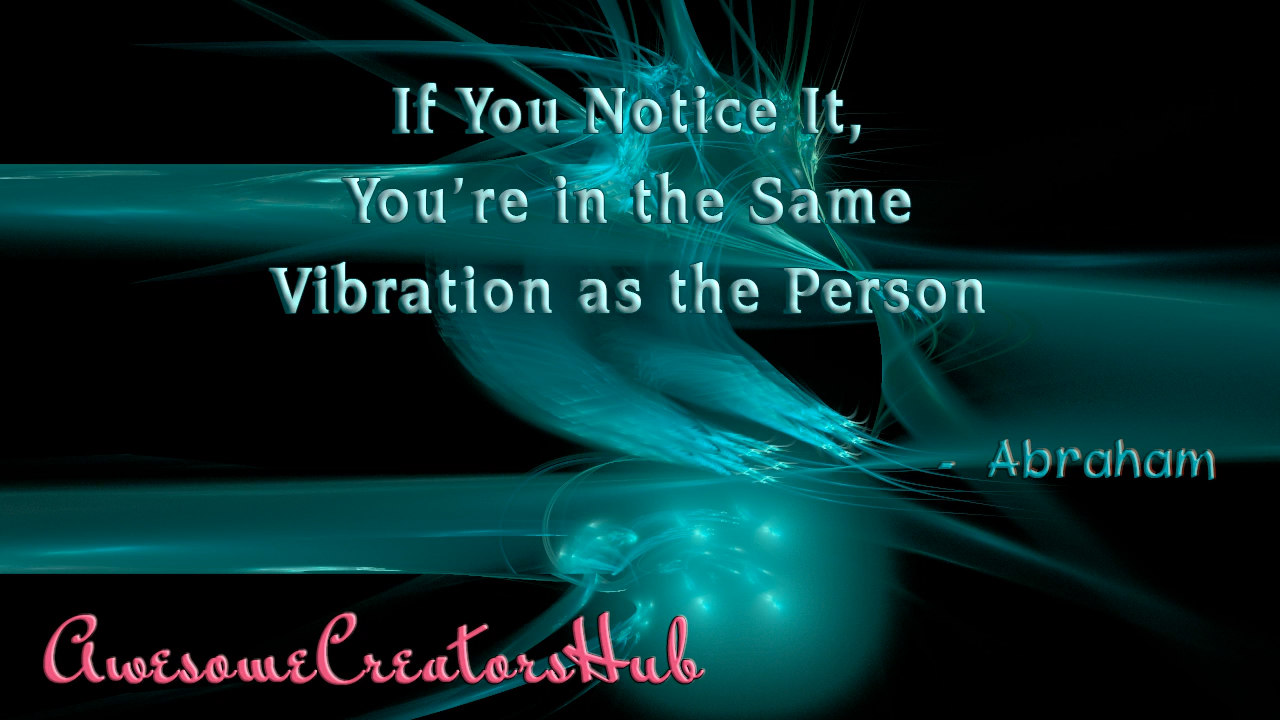 If You Notice It,
You're in the Same
Vibration as the Person
- Abraham
AwesomeCreatorsHub